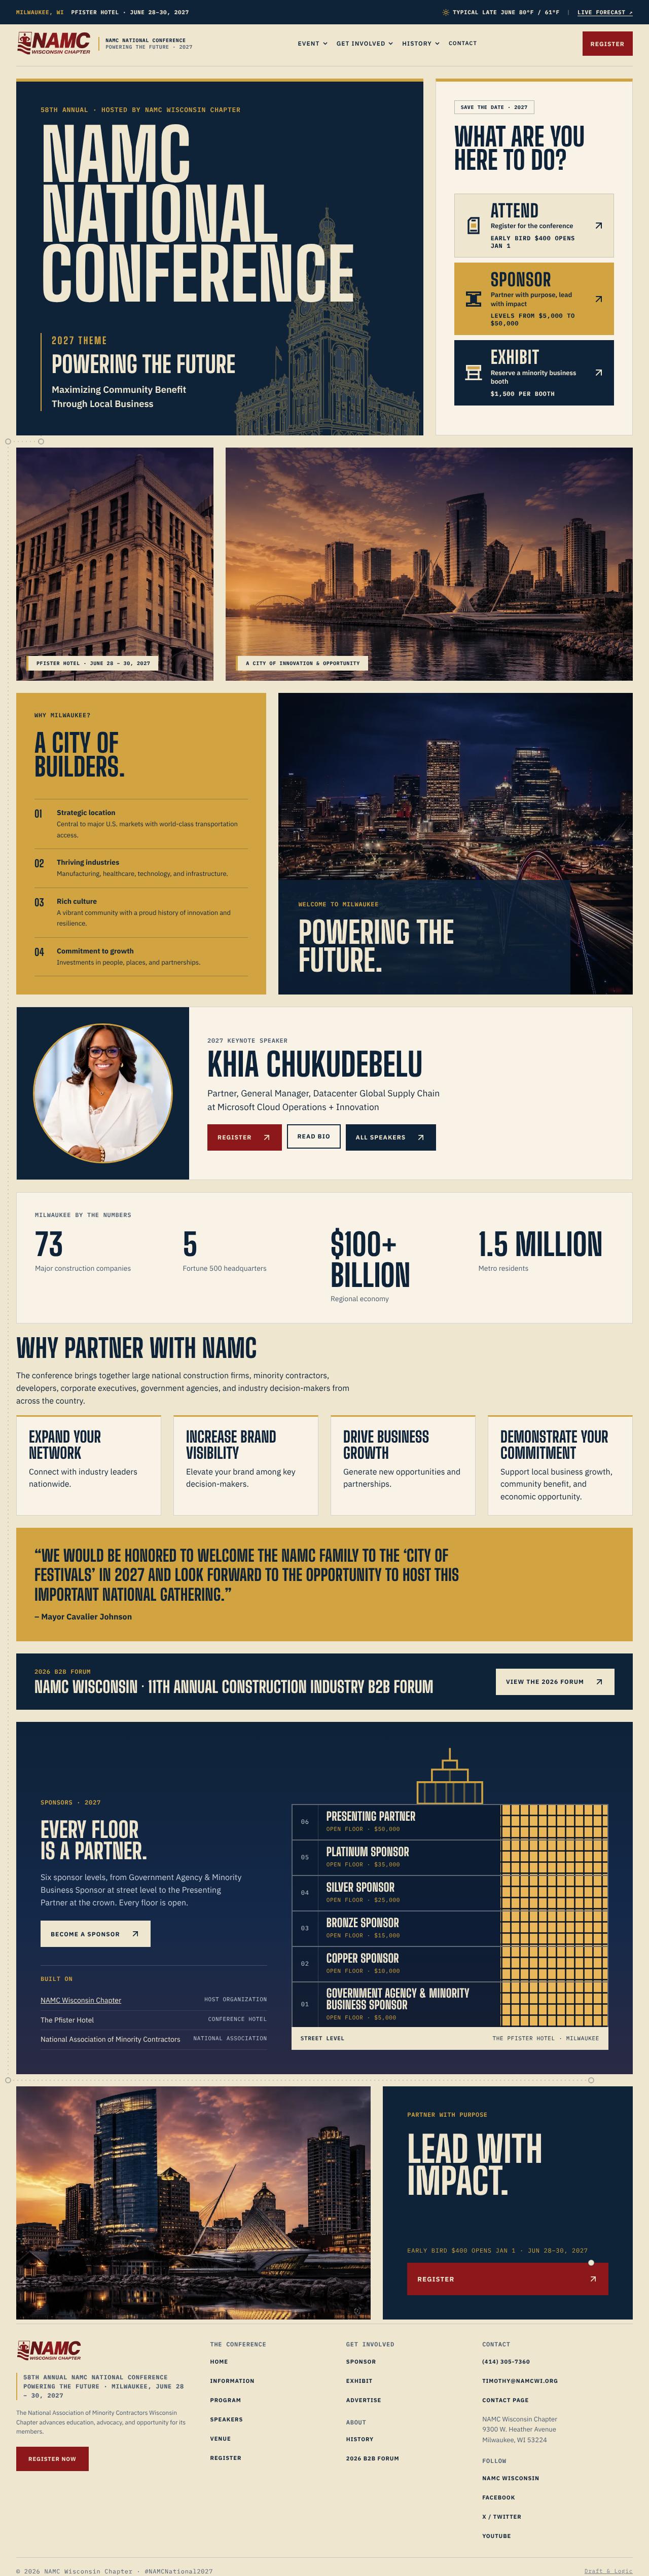 MILWAUKEE, WI PFISTER HOTEL · JUNE 28–30, 2027
TYPICAL LATE JUNE 80°F / 61°F | LIVE FORECAST ↗
NAMC
WISCONSIN CHAPTER
NAMC NATIONAL CONFERENCE
POWERING THE FUTURE · 2027
EVENT GET INVOLVED HISTORY CONTACT
REGISTER
58TH ANNUAL · HOSTED BY NAMC WISCONSIN CHAPTER
NAMC
NATIONAL
CONFERENCE
2027 THEME
POWERING THE FUTURE
Maximizing Community Benefit
Through Local Business
SAVE THE DATE · 2027
WHAT ARE YOU
HERE TO DO?
ATTEND
Register for the conference
EARLY BIRD $400 OPENS
JAN 1
SPONSOR
Partner with purpose, lead
with impact
LEVELS FROM $5,000 TO
$50,000
EXHIBIT
Reserve a minority business
booth
$1,500 PER BOOTH
PFISTER HOTEL · JUNE 28 – 30, 2027
A CITY OF INNOVATION & OPPORTUNITY
WHY MILWAUKEE?
A CITY OF
BUILDERS.
01 Strategic location
Central to major U.S. markets with world-class transportation
access.
02 Thriving industries
Manufacturing, healthcare, technology, and infrastructure.
03 Rich culture
A vibrant community with a proud history of innovation and
resilience.
04 Commitment to growth
Investments in people, places, and partnerships.
WELCOME TO MILWAUKEE
POWERING THE
FUTURE.
2027 KEYNOTE SPEAKER
KHIA CHUKUDEBELU
Partner, General Manager, Datacenter Global Supply Chain
at Microsoft Cloud Operations + Innovation
REGISTER
READ BIO
ALL SPEAKERS
MILWAUKEE BY THE NUMBERS
73
Major construction companies
5
Fortune 500 headquarters
$100+
BILLION
Regional economy
1.5 MILLION
Metro residents
WHY PARTNER WITH NAMC
The conference brings together large national construction firms, minority contractors,
developers, corporate executives, government agencies, and industry decision-makers from
across the country.
EXPAND YOUR
NETWORK
Connect with industry leaders
nationwide.
INCREASE BRAND
VISIBILITY
Elevate your brand among key
decision-makers.
DRIVE BUSINESS
GROWTH
Generate new opportunities and
partnerships.
DEMONSTRATE YOUR
COMMITMENT
Support local business growth,
community benefit, and
economic opportunity.
“WE WOULD BE HONORED TO WELCOME THE NAMC FAMILY TO THE ‘CITY OF
FESTIVALS’ IN 2027 AND LOOK FORWARD TO THE OPPORTUNITY TO HOST THIS
IMPORTANT NATIONAL GATHERING.”
– Mayor Cavalier Johnson
2026 B2B FORUM
NAMC WISCONSIN · 11TH ANNUAL CONSTRUCTION INDUSTRY B2B FORUM
VIEW THE 2026 FORUM
SPONSORS · 2027
EVERY FLOOR
IS A PARTNER.
Six sponsor levels, from Government Agency & Minority
Business Sponsor at street level to the Presenting
Partner at the crown. Every floor is open.
BECOME A SPONSOR
BUILT ON
NAMC Wisconsin Chapter HOST ORGANIZATION
The Pfister Hotel CONFERENCE HOTEL
National Association of Minority Contractors NATIONAL ASSOCIATION
06 PRESENTING PARTNER
OPEN FLOOR · $50,000
05 PLATINUM SPONSOR
OPEN FLOOR · $35,000
04 SILVER SPONSOR
OPEN FLOOR · $25,000
03 BRONZE SPONSOR
OPEN FLOOR · $15,000
02 COPPER SPONSOR
OPEN FLOOR · $10,000
01 GOVERNMENT AGENCY & MINORITY
BUSINESS SPONSOR
OPEN FLOOR · $5,000
STREET LEVEL THE PFISTER HOTEL · MILWAUKEE
PARTNER WITH PURPOSE
LEAD WITH
IMPACT.
EARLY BIRD $400 OPENS JAN 1 · JUN 28–30, 2027
REGISTER
NAMC
WISCONSIN CHAPTER
58TH ANNUAL NAMC NATIONAL CONFERENCE
POWERING THE FUTURE · MILWAUKEE, JUNE 28
– 30, 2027
The National Association of Minority Contractors Wisconsin
Chapter advances education, advocacy, and opportunity for its
members.
REGISTER NOW
THE CONFERENCE
HOME
INFORMATION
PROGRAM
SPEAKERS
VENUE
REGISTER
GET INVOLVED
SPONSOR
EXHIBIT
ADVERTISE
ABOUT
HISTORY
2026 B2B FORUM
CONTACT
(414) 305-7360
TIMOTHY@NAMCWI.ORG
CONTACT PAGE
NAMC Wisconsin Chapter
9300 W. Heather Avenue
Milwaukee, WI 53224
FOLLOW
NAMC WISCONSIN
FACEBOOK
X / TWITTER
YOUTUBE
© 2026 NAMC Wisconsin Chapter · #NAMCNational2027
Draft & Logic